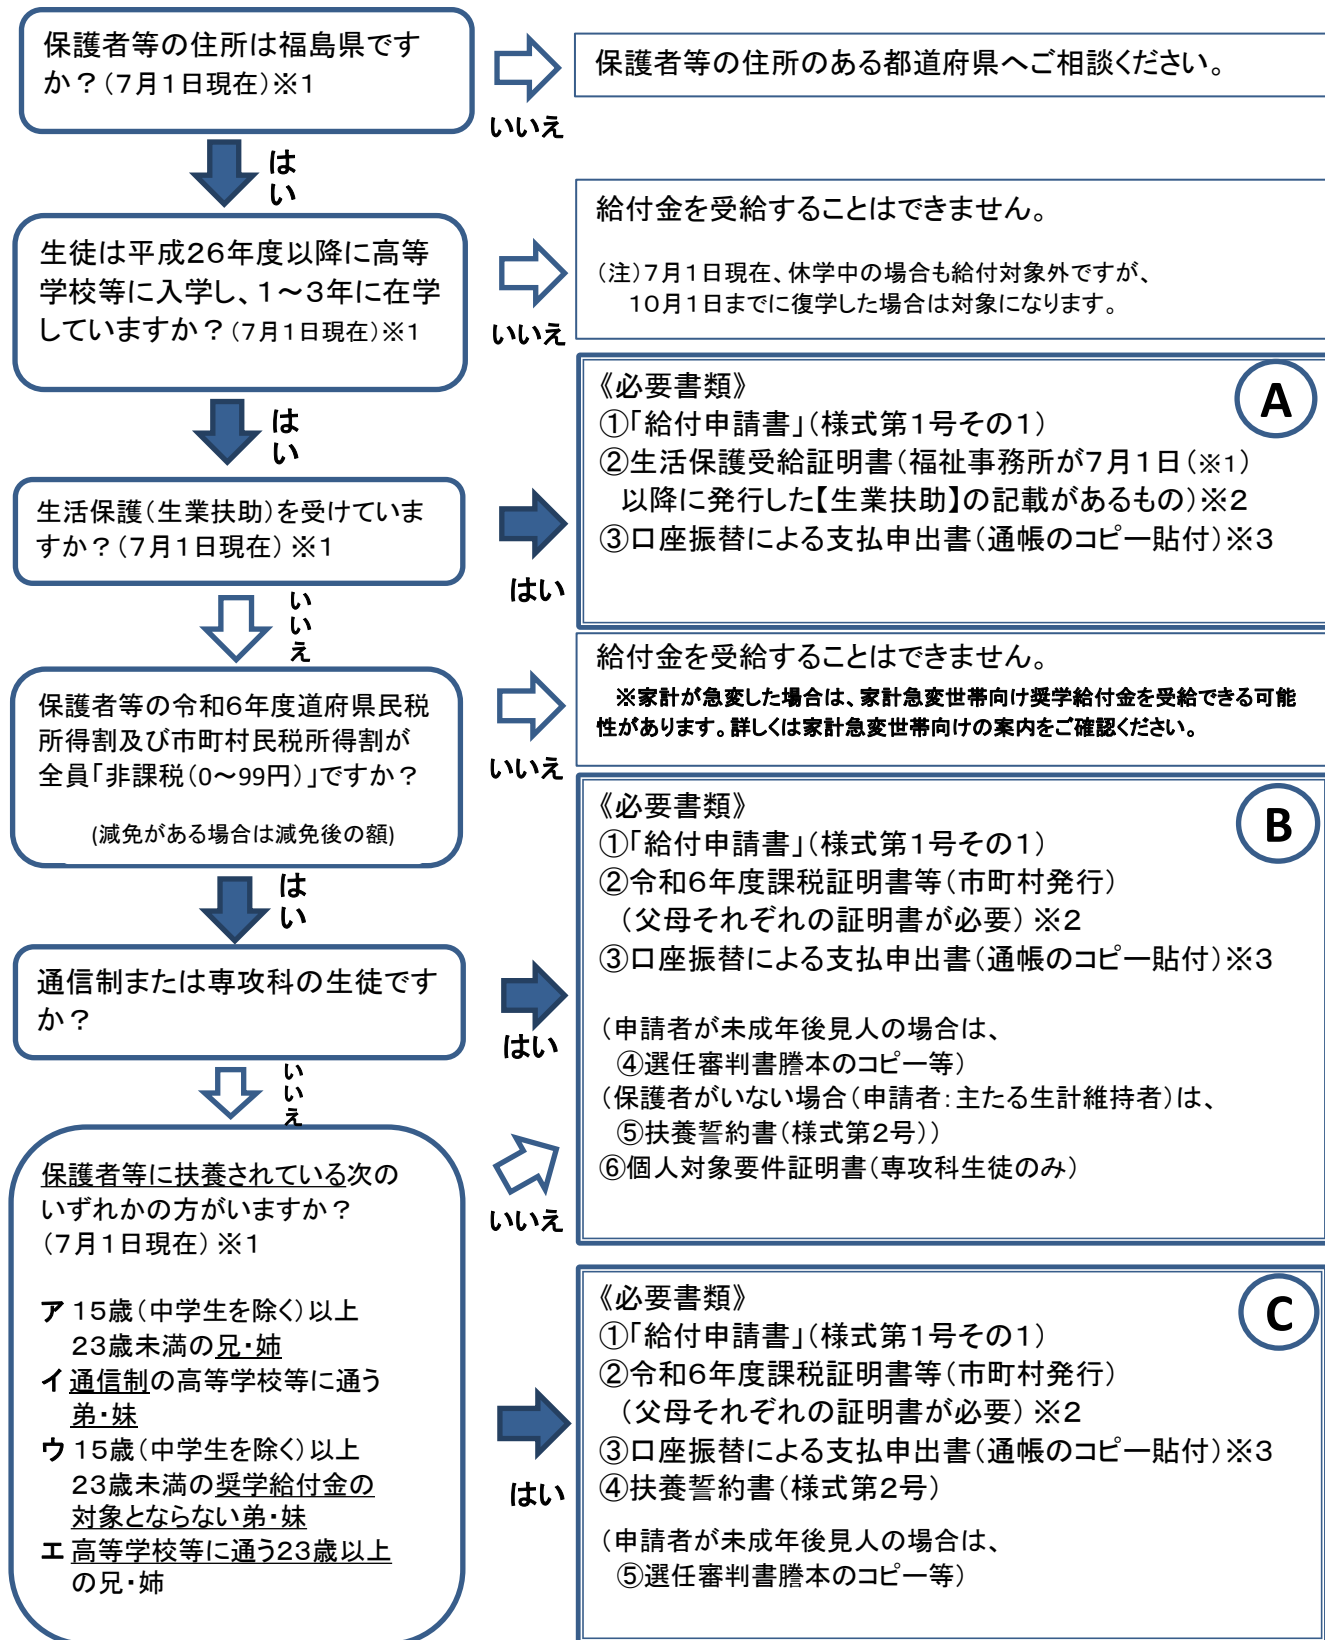 保護者等の住所は福島県です
か？（７月１日現在）※１
いいえ
保護者等の住所のある都道府県へご相談ください。
はい
生徒は平成２６年度以降に高等
学校等に入学し、１～３年に在学
していますか？（７月１日現在）※１
いいえ
給付金を受給することはできません。
（注）７月１日現在、休学中の場合も給付対象外ですが、
１０月１日までに復学した場合は対象になります。
はい
生活保護（生業扶助）を受けていま
すか？（７月１日現在）※１
はい
《必要書類》
A
①「給付申請書」（様式第１号その１）
②生活保護受給証明書（福祉事務所が７月１日（※１）
以降に発行した【生業扶助】の記載があるもの）※２
③口座振替による支払申出書（通帳のコピー貼付）※３
いいえ
保護者等の令和６年度道府県民税
所得割及び市町村民税所得割が
全員「非課税（0～99円）」ですか？
(減免がある場合は減免後の額)
いいえ
給付金を受給することはできません。
※家計が急変した場合は、家計急変世帯向け奨学給付金を受給できる可能
性があります。詳しくは家計急変世帯向けの案内をご確認ください。
はい
通信制または専攻科の生徒です
か？
はい
《必要書類》
B
①「給付申請書」（様式第１号その１）
②令和６年度課税証明書等（市町村発行）
（父母それぞれの証明書が必要）※２
③口座振替による支払申出書（通帳のコピー貼付）※３
（申請者が未成年後見人の場合は、
④選任審判書謄本のコピー等）
（保護者がいない場合（申請者：主たる生計維持者）は、
⑤扶養誓約書（様式第２号））
⑥個人対象要件証明書（専攻科生徒のみ）
いいえ
保護者等に扶養されている次の
いずれかの方がいますか？
（７月１日現在）※１
ア １５歳（中学生を除く）以上
２３歳未満の兄・姉
イ 通信制の高等学校等に通う
弟・妹
ウ １５歳（中学生を除く）以上
２３歳未満の奨学給付金の
対象とならない弟・妹
エ 高等学校等に通う２３歳以上
の兄・姉
いいえ
はい
《必要書類》
C
①「給付申請書」（様式第１号その１）
②令和６年度課税証明書等（市町村発行）
（父母それぞれの証明書が必要）※２
③口座振替による支払申出書（通帳のコピー貼付）※３
④扶養誓約書（様式第２号）
（申請者が未成年後見人の場合は、
⑤選任審判書謄本のコピー等）